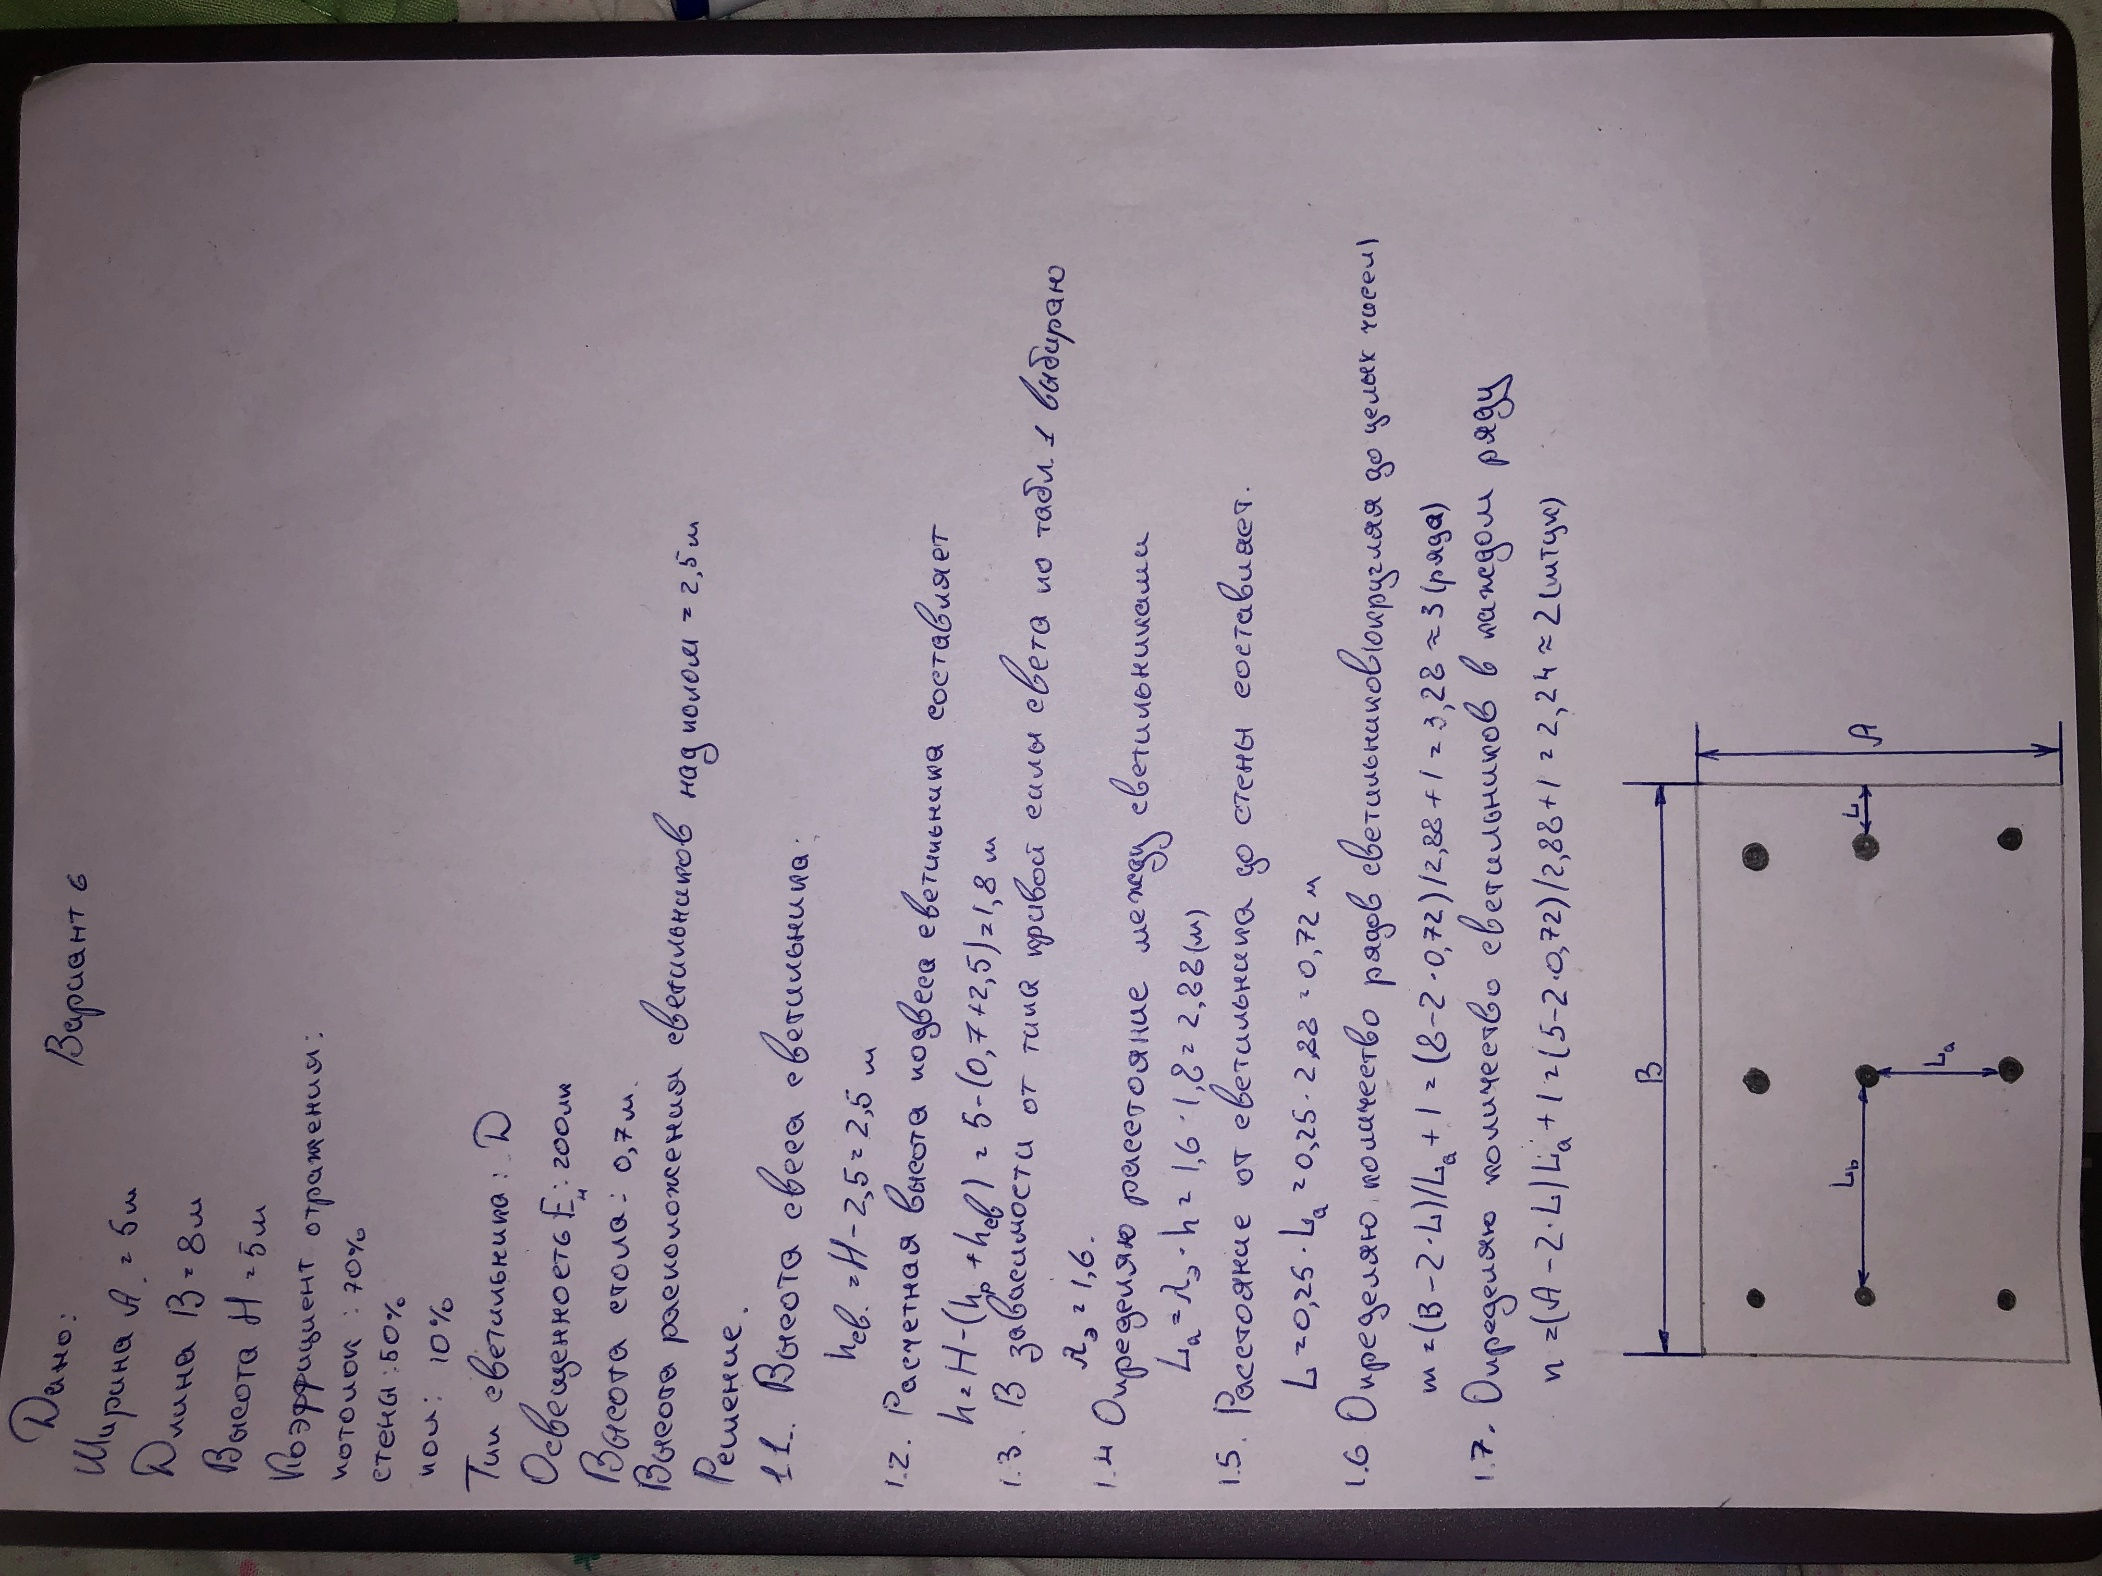 Вариант 6
Дано:
Ширина A = 5м
Длина B = 8м
Высота H = 5м
Коэффициент отражения:
потолок : 70%
стены : 50%
пол: 10%
Тип светильника: Д
Освещенность Eн : 200лк
Высота стола: 0,7м.
Высота расположения светильников над полом = 2,5м
Решение.
1.1. Высота свеса светильника.
hсв. = H - 2,5 = 2,5 м
1.2. Расчетная высота подвеса светильника составляет
h = H - (hр + hсв) = 5 - (0,7 + 2,5) = 1,8 м
1.3. В зависимости от типа кривой силы света по табл. 1 выбираю
λэ = 1,6.
1.4 Определяю расстояние между светильниками
Lа = λэ · h = 1,6 · 1,8 = 2,88 (м)
1.5. Расстояние от светильника до стены составляет.
L = 0,25 · Lа = 0,25 · 2,88 = 0,72 м
1.6 Определяю количество рядов светильников (округляя до целых чисел)
m = (B - 2 · L) / Lа + 1 = (8 - 2 · 0,72) / 2,88 + 1 = 3,28 ≈ 3 (ряда)
1.7. Определяю количество светильников в каждом ряду
n = (A - 2 · L) / Lа + 1 = (5 - 2 · 0,72) / 2,88 + 1 = 2,24 ≈ 2 (штук)
B
A
L
Lb
Lа